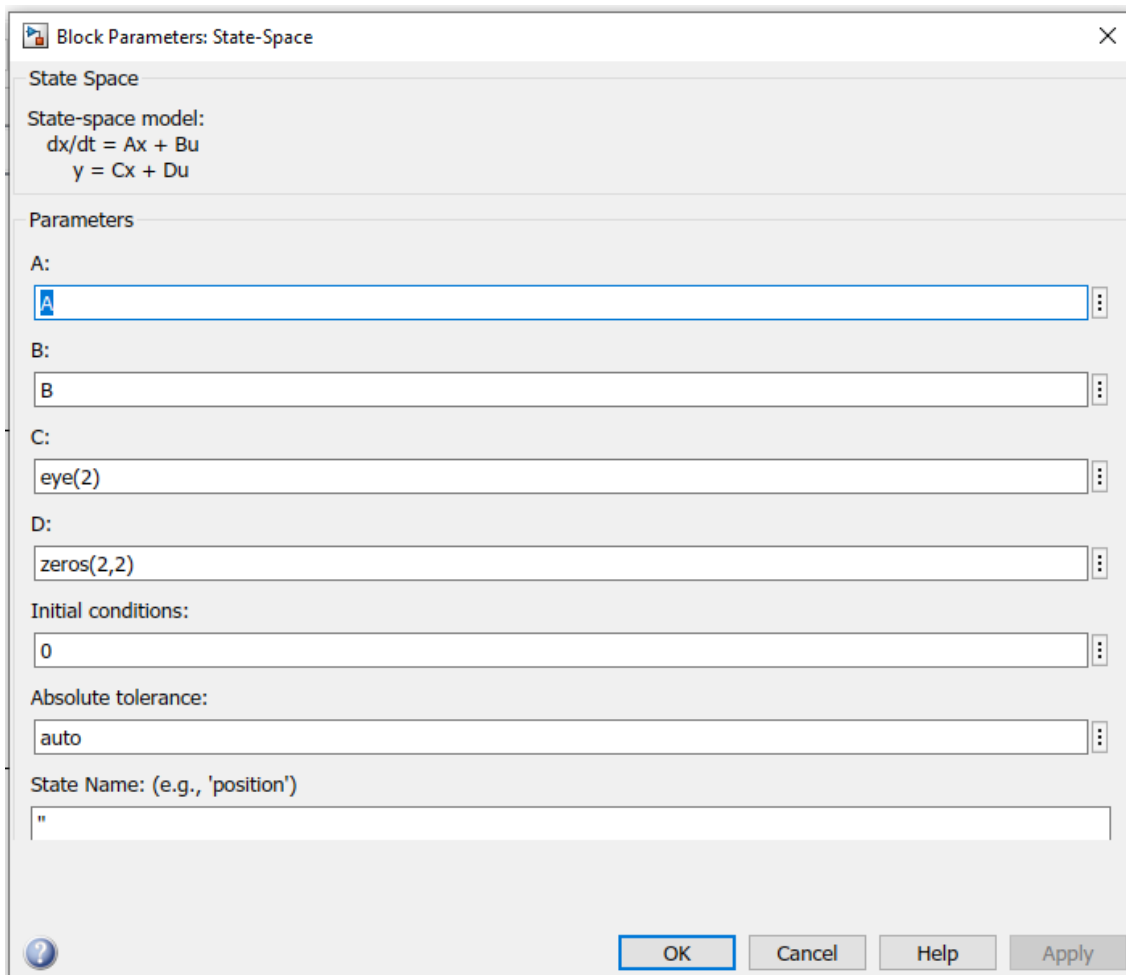 Block Parameters: State-Space
State Space
State-space model:
dx/dt = Ax + Bu
y = Cx + Du
Parameters
A:
A
B:
B
C:
eye(2)
D:
zeros(2,2)
Initial conditions:
0
Absolute tolerance:
auto
State Name: (e.g., 'position')
''
OK Cancel Help Apply